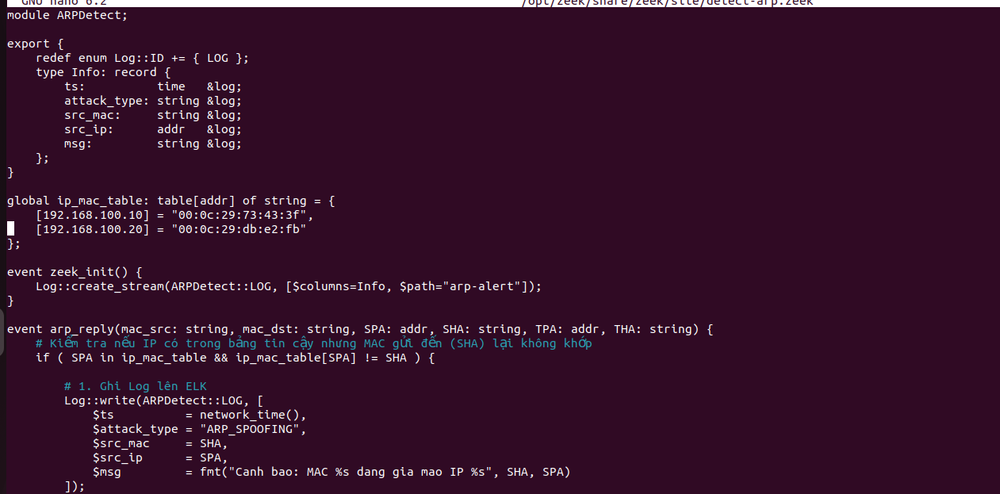 GNU nano 6.2 /opt/zeek/share/zeek/site/detect-arp.zeek
module ARPDetect;

export {
    redef enum Log::ID += { LOG };
    type Info: record {
        ts:          time   &log;
        attack_type: string &log;
        src_mac:     string &log;
        src_ip:      addr   &log;
        msg:         string &log;
    };
}

global ip_mac_table: table[addr] of string = {
    [192.168.100.10] = "00:0c:29:73:43:3f",
    [192.168.100.20] = "00:0c:29:db:e2:fb"
};

event zeek_init() {
    Log::create_stream(ARPDetect::LOG, [$columns=Info, $path="arp-alert"]);
}

event arp_reply(mac_src: string, mac_dst: string, SPA: addr, SHA: string, TPA: addr, THA: string) {
    # Kiểm tra nếu IP có trong bảng tin cậy nhưng MAC gửi đến (SHA) lại không khớp
    if ( SPA in ip_mac_table && ip_mac_table[SPA] != SHA ) {

        # 1. Ghi Log lên ELK
        Log::write(ARPDetect::LOG, [
            $ts          = network_time(),
            $attack_type = "ARP_SPOOFING",
            $src_mac     = SHA,
            $src_ip      = SPA,
            $msg         = fmt("Canh bao: MAC %s dang gia mao IP %s", SHA, SPA)
        ]);